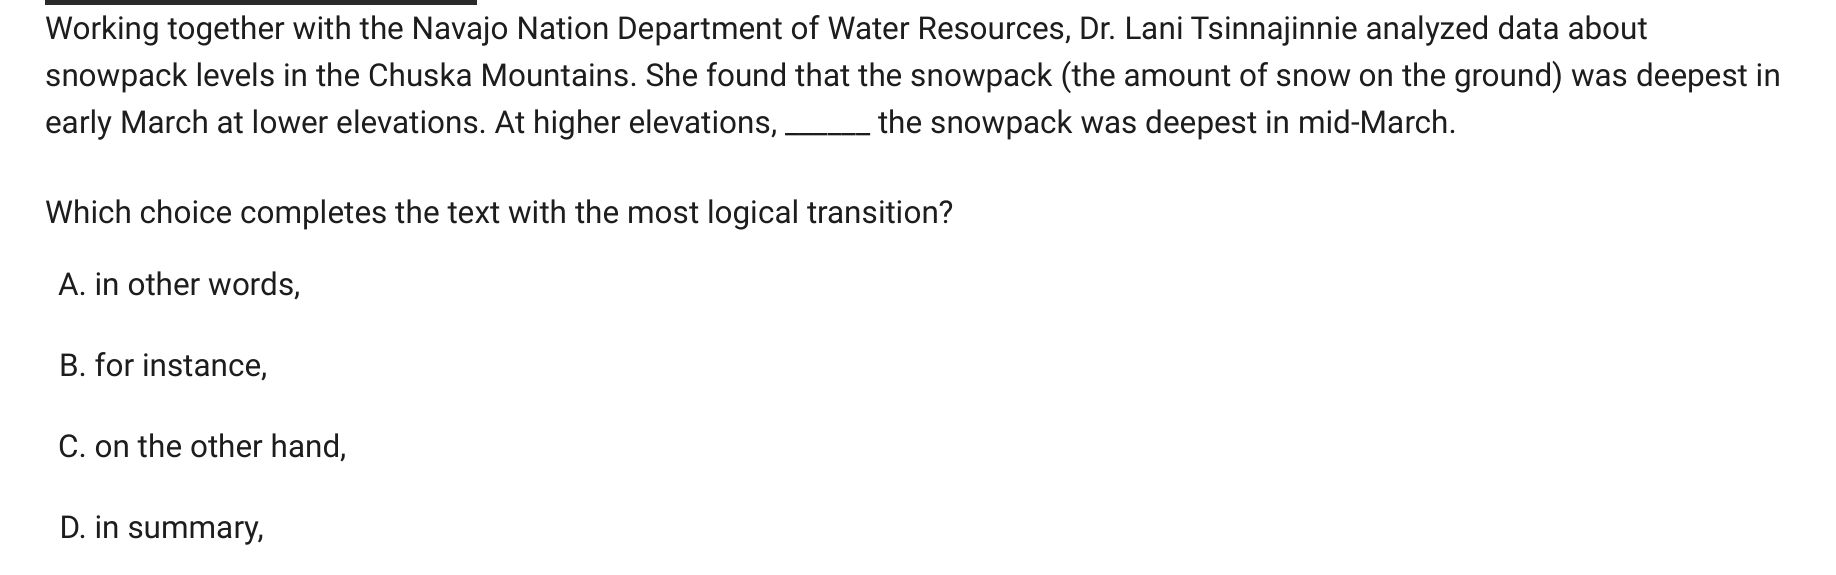 Working together with the Navajo Nation Department of Water Resources, Dr. Lani Tsinnajinnie analyzed data about
snowpack levels in the Chuska Mountains. She found that the snowpack (the amount of snow on the ground) was deepest in
early March at lower elevations. At higher elevations, ______ the snowpack was deepest in mid-March.
Which choice completes the text with the most logical transition?
A. in other words,
B. for instance,
C. on the other hand,
D. in summary,